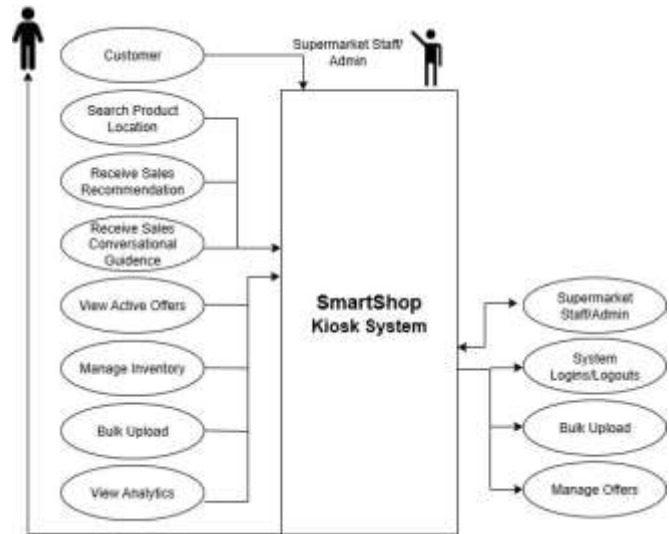 Customer
Supermarket Staff/
Admin
Search Product
Location
Receive Sales
Recommendation
Receive Sales
Conversational
Guidence
View Active Offers
Manage Inventory
Bulk Upload
View Analytics
SmartShop
Kiosk System
Supermarket
Staff/Admin
System
Logins/Logouts
Bulk Upload
Manage Offers